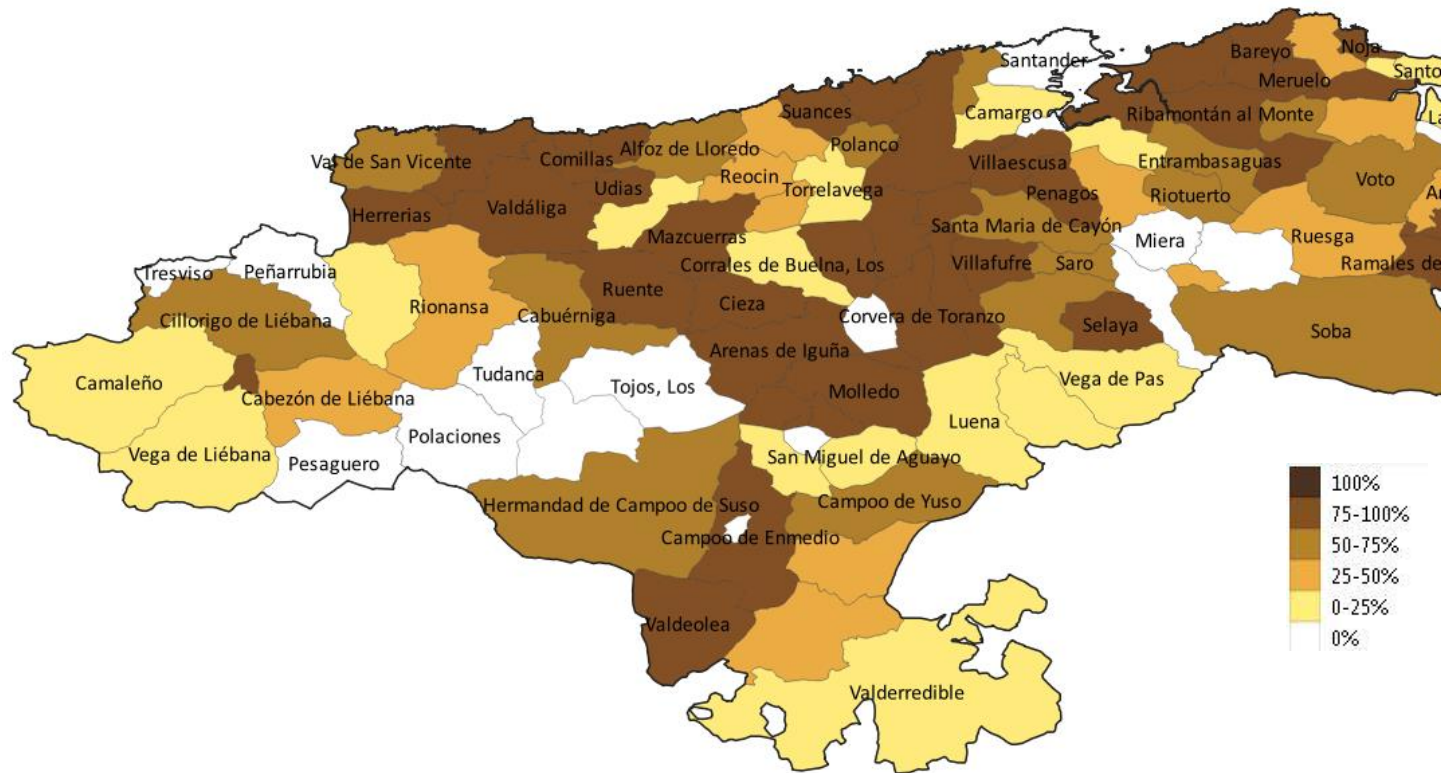 Santander
Bareyo
Noja
Meruelo
Santo
Suances
Camargo
Ribamontán al Monte
La
Val de San Vicente
Comillas
Alfoz de Lloredo
Polanco
Villaescusa
Entrambasaguas
Udias
Reocin
Torrelavega
Penagos
Riotuerto
Voto
Herrerias
Valdáliga
Mazcuerras
Santa Maria de Cayón
Miera
Ruesga
Tresviso
Peñarrubia
Corrales de Buelna, Los
Villafufre
Saro
Ramales de
Cillorigo de Liébana
Rionansa
Cabuérniga
Ruente
Cieza
Corvera de Toranzo
Selaya
Soba
Camaleño
Tudanca
Tojos, Los
Arenas de Iguña
Vega de Pas
Cabezón de Liébana
Molledo
Luena
Vega de Liébana
Pesaguero
Polaciones
San Miguel de Aguayo
Hermandad de Campoo de Suso
Campoo de Yuso
Campoo de Enmedio
Valdeolea
Valderredible
100%
75-100%
50-75%
25-50%
0-25%
0%